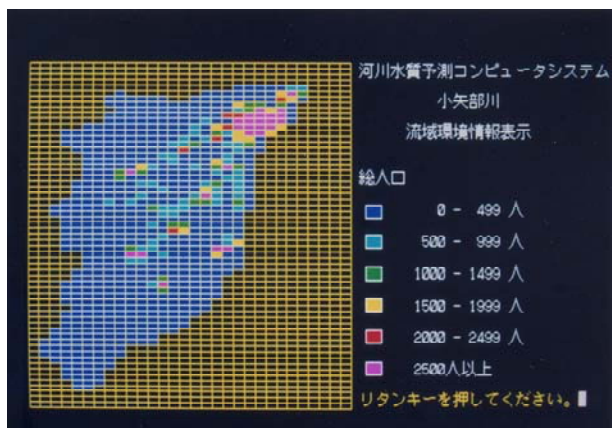 河川水質予測コンピュータシステム
小矢部川
流域環境情報表示
総人口
0 - 499 人
500 - 999 人
1000 - 1499 人
1500 - 1999 人
2000 - 2499 人
2500人以上
リタンキーを押してください。